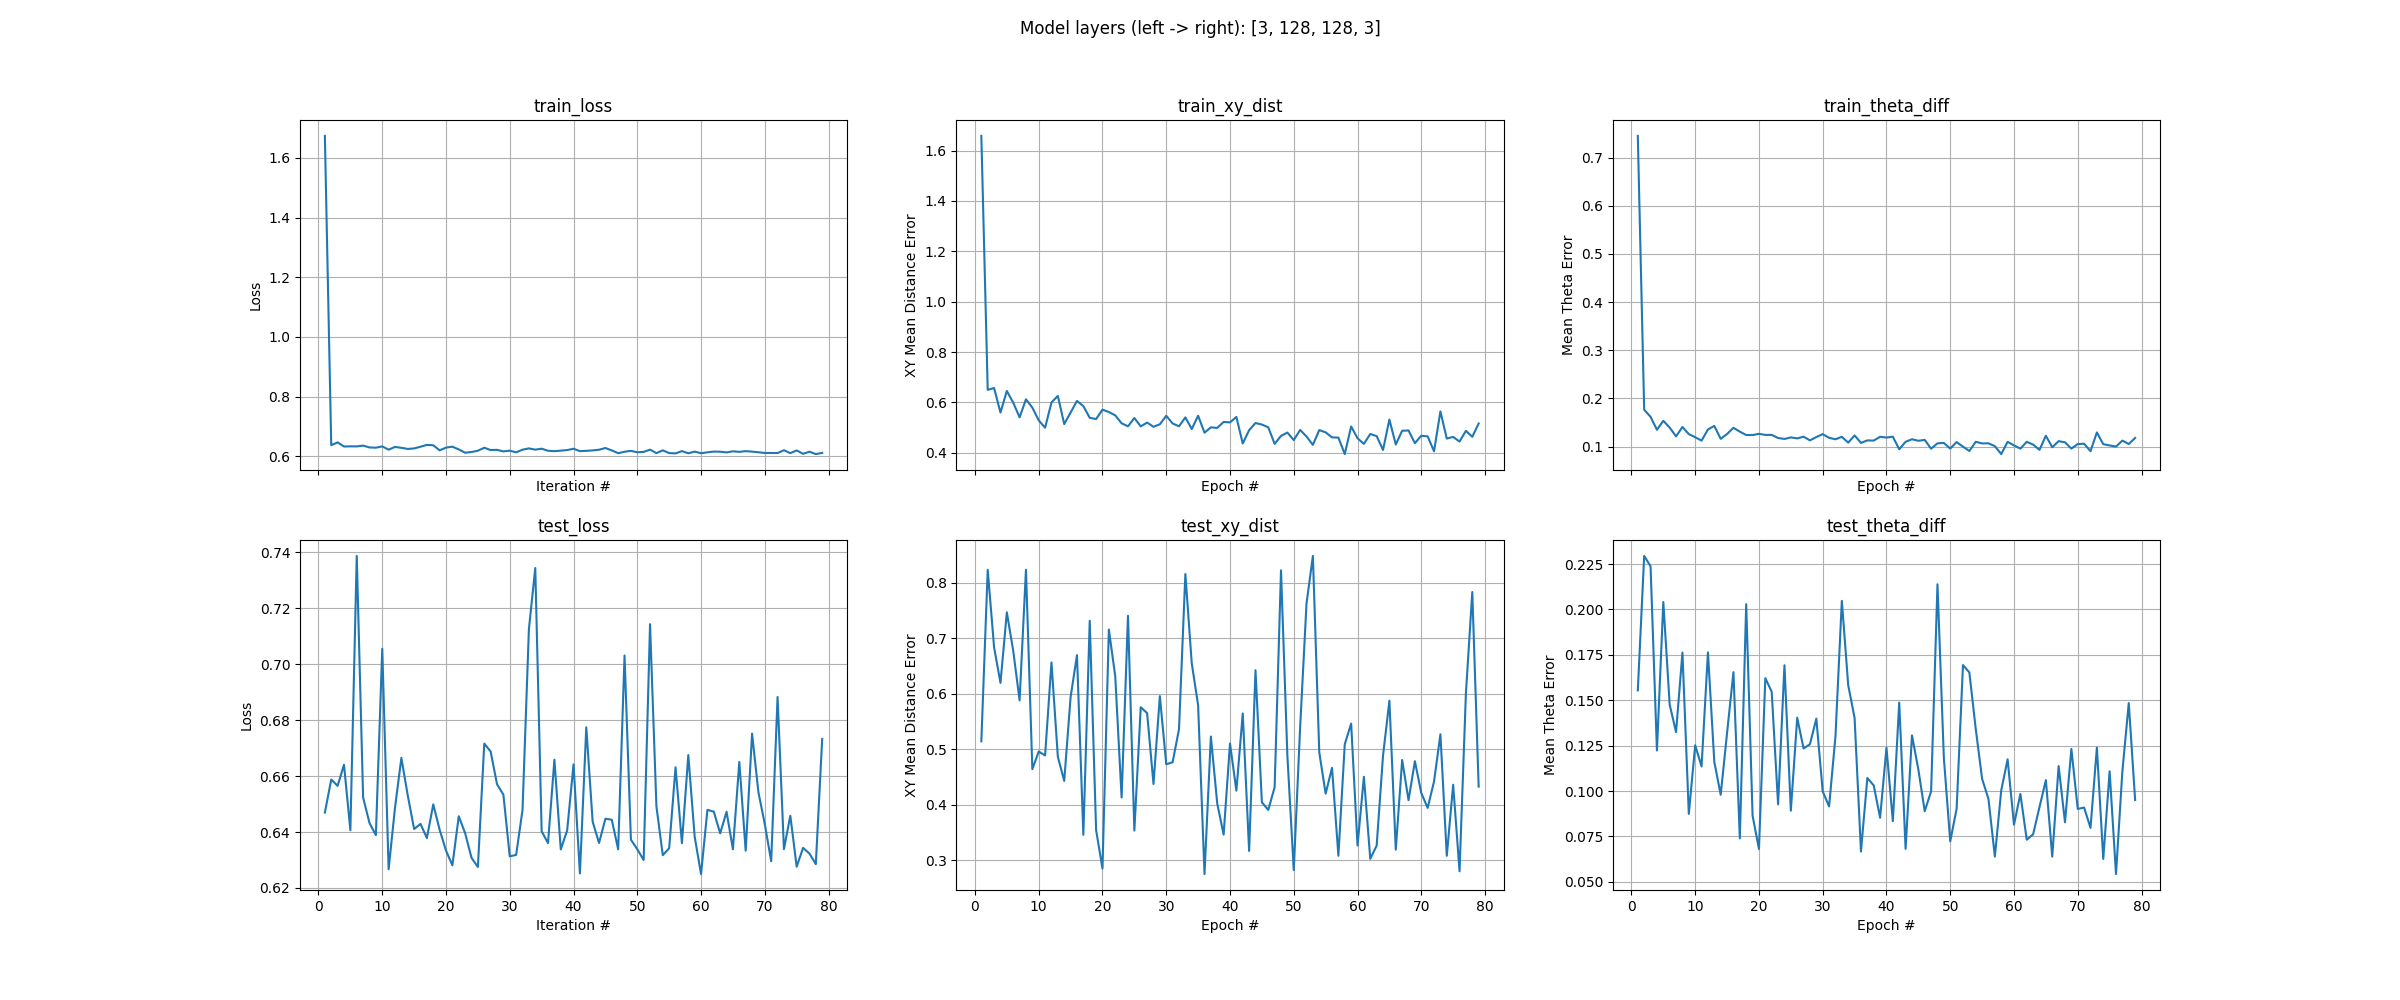 Model layers (left -> right): [3, 128, 128, 3]
train_loss
1.6
1.4
1.2
1.0
0.8
0.6
Loss
Iteration #
train_xy_dist
1.6
1.4
1.2
1.0
0.8
0.6
0.4
XY Mean Distance Error
Epoch #
train_theta_diff
0.7
0.6
0.5
0.4
0.3
0.2
0.1
Mean Theta Error
Epoch #
test_loss
0.74
0.72
0.70
0.68
0.66
0.64
0.62
Loss
0 10 20 30 40 50 60 70 80
Iteration #
test_xy_dist
0.8
0.7
0.6
0.5
0.4
0.3
XY Mean Distance Error
0 10 20 30 40 50 60 70 80
Epoch #
test_theta_diff
0.225
0.200
0.175
0.150
0.125
0.100
0.075
0.050
Mean Theta Error
0 10 20 30 40 50 60 70 80
Epoch #